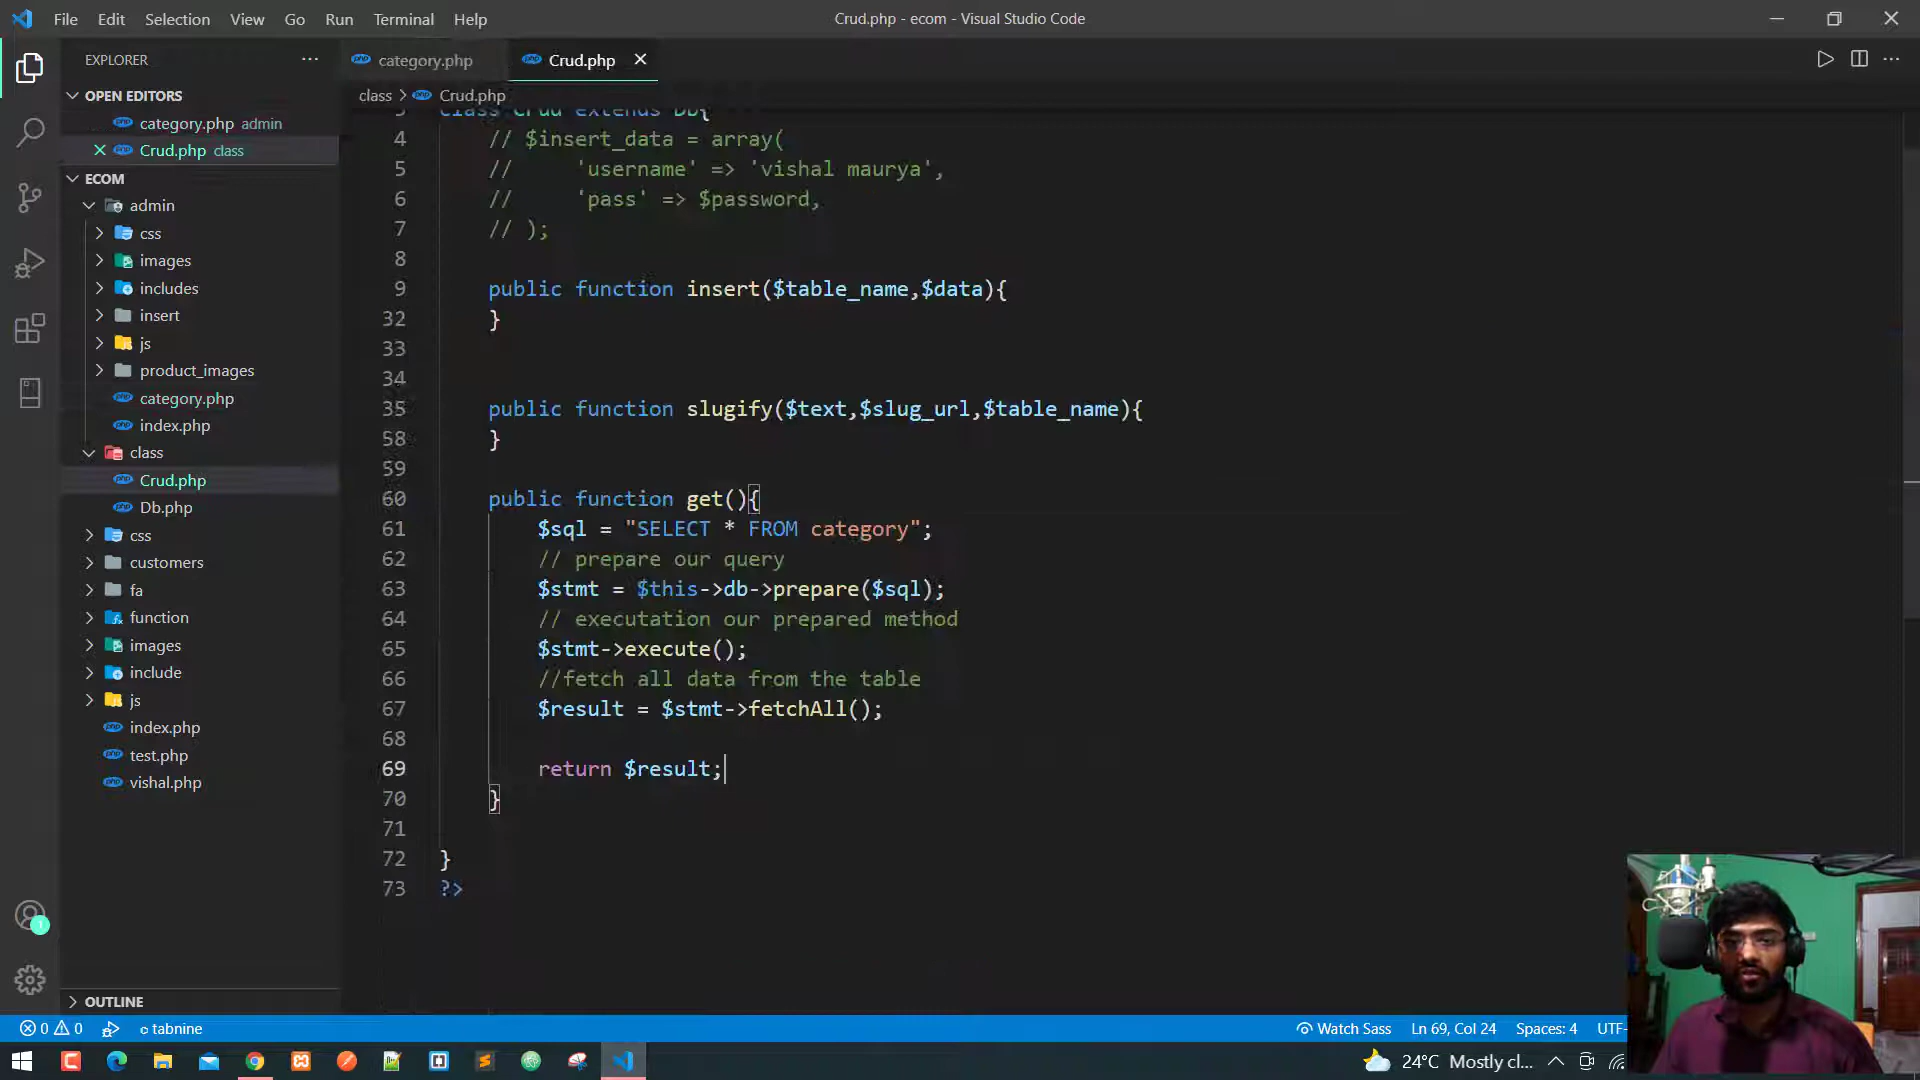 File Edit Selection View Go Run Terminal Help
Crud.php - ecom - Visual Studio Code
EXPLORER
OPEN EDITORS
category.php admin
Crud.php class
ECOM
admin
css
images
includes
insert
js
product_images
category.php
index.php
class
Crud.php
Db.php
css
customers
fa
function
images
include
js
index.php
test.php
vishal.php
OUTLINE
category.php
Crud.php
class > Crud.php
3 class Crud extends Db{
4 // $insert_data = array(
5 // 'username' => 'vishal maurya',
6 // 'pass' => $password,
7 // );
8
9 public function insert($table_name,$data){
32 }
33
34
35 public function slugify($text,$slug_url,$table_name){
58 }
59
60 public function get(){
61 $sql = "SELECT * FROM category";
62 // prepare our query
63 $stmt = $this->db->prepare($sql);
64 // executation our prepared method
65 $stmt->execute();
66 //fetch all data from the table
67 $result = $stmt->fetchAll();
68
69 return $result;
70 }
71
72 }
73 ?>
1
0 0 tabnine
Watch Sass Ln 69, Col 24 Spaces: 4 UTF-
24°C Mostly cl...